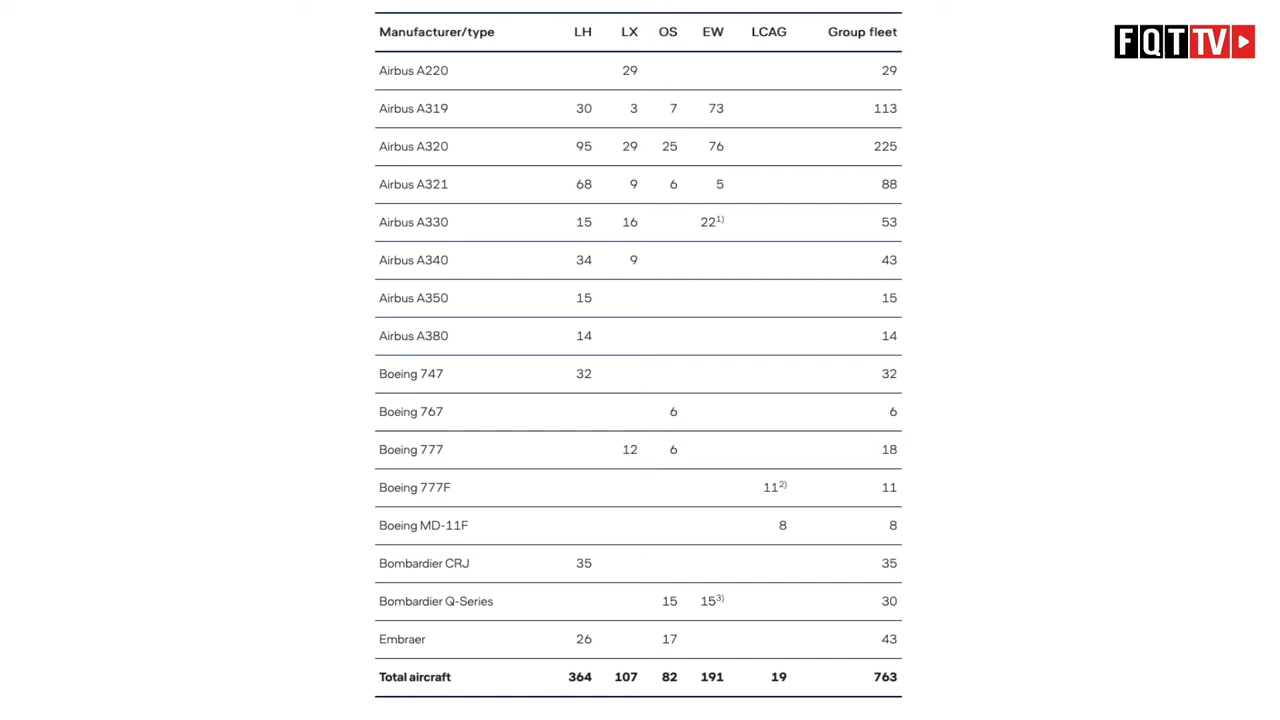 FQT TV
Manufacturer/type LH LX OS EW LCAG Group fleet
Airbus A220 29 29
Airbus A319 30 3 7 73 113
Airbus A320 95 29 25 76 225
Airbus A321 68 9 6 5 88
Airbus A330 15 16 22¹⁾ 53
Airbus A340 34 9 43
Airbus A350 15 15
Airbus A380 14 14
Boeing 747 32 32
Boeing 767 6 6
Boeing 777 12 6 18
Boeing 777F 11²⁾ 11
Boeing MD-11F 8 8
Bombardier CRJ 35 35
Bombardier Q-Series 15 15³⁾ 30
Embraer 26 17 43
Total aircraft 364 107 82 191 19 763